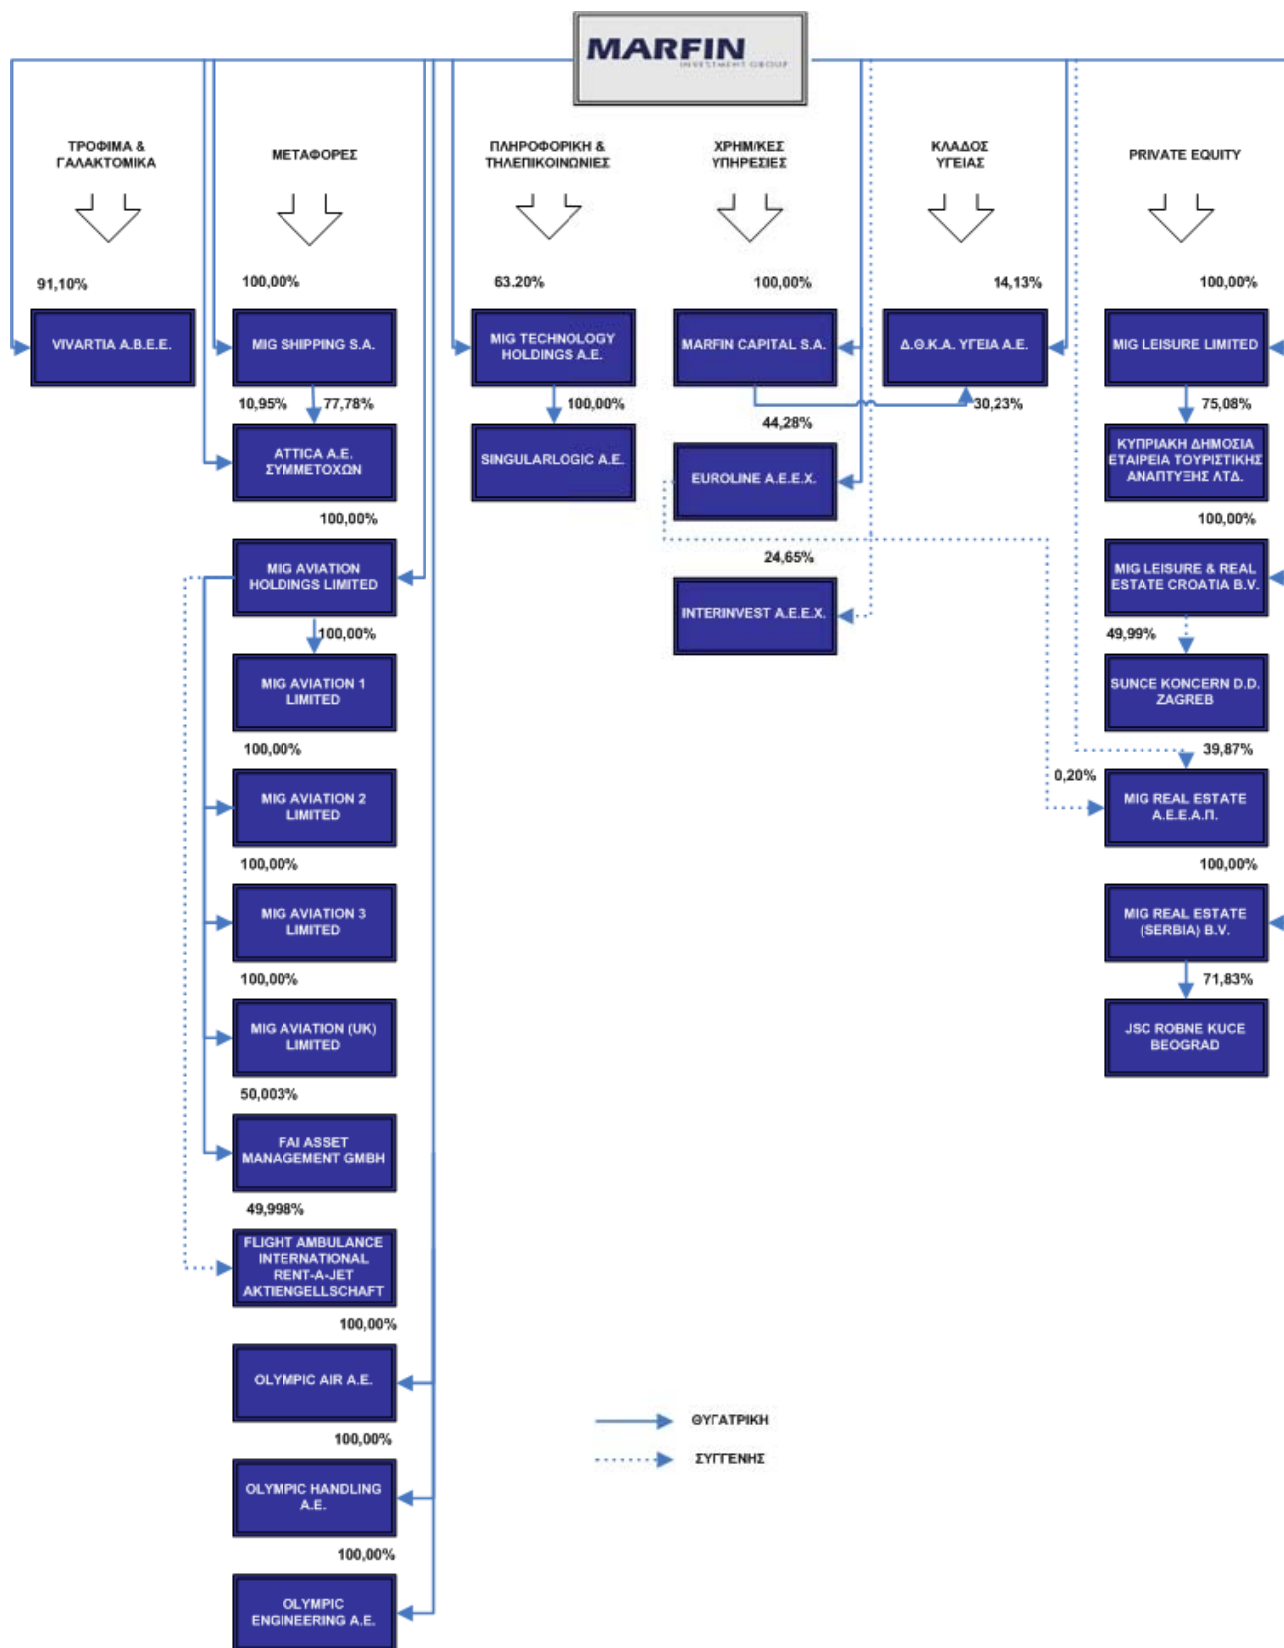 MARFIN
INVESTMENT GROUP
ΤΡΟΦΙΜΑ &
ΓΑΛΑΚΤΟΜΙΚΑ
ΜΕΤΑΦΟΡΕΣ
ΠΛΗΡΟΦΟΡΙΚΗ &
ΤΗΛΕΠΙΚΟΙΝΩΝΙΕΣ
ΧΡΗΜ/ΚΕΣ
ΥΠΗΡΕΣΙΕΣ
ΚΛΑΔΟΣ
ΥΓΕΙΑΣ
PRIVATE EQUITY
91,10%
VIVARTIA A.B.E.E.
100,00%
MIG SHIPPING S.A.
10,95%
77,78%
ATTICA A.E.
ΣΥΜΜΕΤΟΧΩΝ
100,00%
MIG AVIATION
HOLDINGS LIMITED
100,00%
MIG AVIATION 1
LIMITED
100,00%
MIG AVIATION 2
LIMITED
100,00%
MIG AVIATION 3
LIMITED
100,00%
MIG AVIATION (UK)
LIMITED
50,003%
FAI ASSET
MANAGEMENT GMBH
49,998%
FLIGHT AMBULANCE
INTERNATIONAL
RENT-A-JET
AKTIENGELLSCHAFT
100,00%
OLYMPIC AIR A.E.
100,00%
OLYMPIC HANDLING
A.E.
100,00%
OLYMPIC
ENGINEERING A.E.
63.20%
MIG TECHNOLOGY
HOLDINGS A.E.
100,00%
SINGULARLOGIC A.E.
100,00%
MARFIN CAPITAL S.A.
44,28%
EUROLINE A.E.E.X.
24,65%
INTERINVEST A.E.E.X.
14,13%
Δ.Θ.Κ.Α. ΥΓΕΙΑ Α.Ε.
30,23%
100,00%
MIG LEISURE LIMITED
75,08%
ΚΥΠΡΙΑΚΗ ΔΗΜΟΣΙΑ
ΕΤΑΙΡΕΙΑ ΤΟΥΡΙΣΤΙΚΗΣ
ΑΝΑΠΤΥΞΗΣ ΛΤΔ.
100,00%
MIG LEISURE & REAL
ESTATE CROATIA B.V.
49,99%
SUNCE KONCERN D.D.
ZAGREB
39,87%
0,20%
MIG REAL ESTATE
Α.Ε.Ε.Α.Π.
100,00%
MIG REAL ESTATE
(SERBIA) B.V.
71,83%
JSC ROBNE KUCE
BEOGRAD
ΘΥΓΑΤΡΙΚΗ
ΣΥΓΓΕΝΗΣ